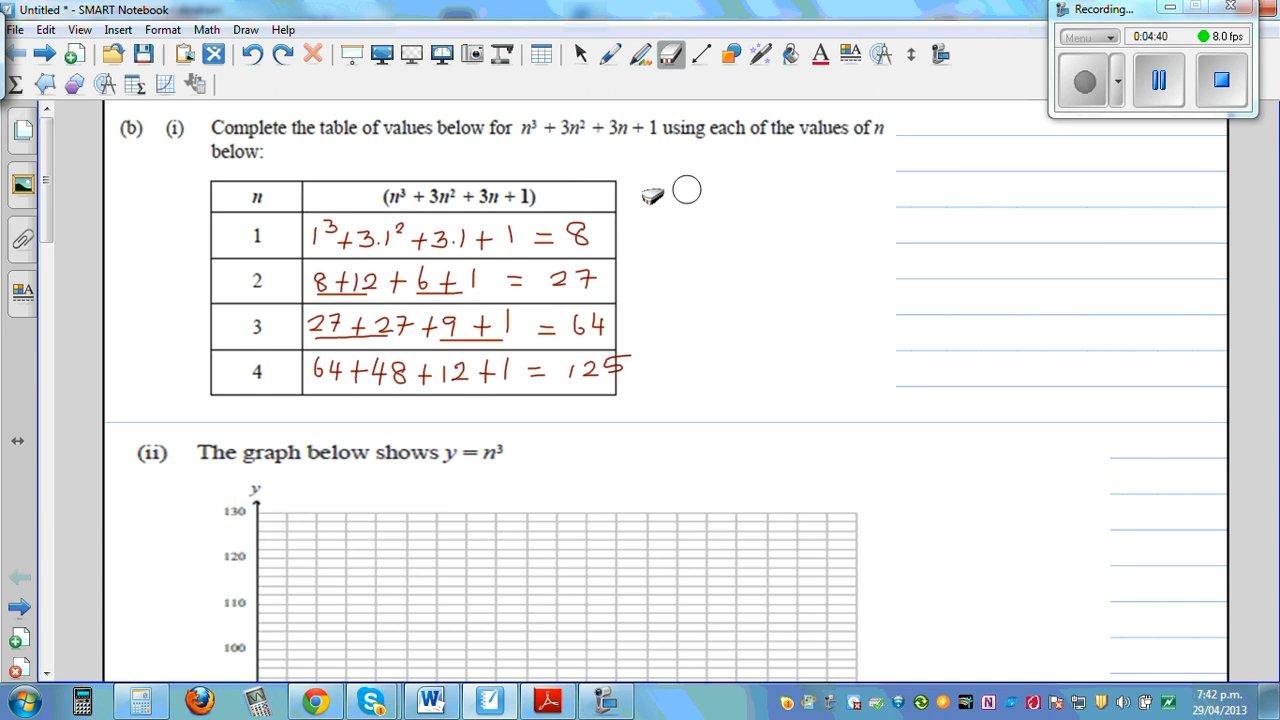 Untitled * - SMART Notebook
Recording...
File Edit View Insert Format Math Draw Help
Menu 0:04:40 8.0 fps
(b) (i) Complete the table of values below for n³ + 3n² + 3n + 1 using each of the values of n
below:
n (n³ + 3n² + 3n + 1)
1 1³ + 3.1² + 3.1 + 1 = 8
2 8 + 12 + 6 + 1 = 27
3 27 + 27 + 9 + 1 = 64
4 64 + 48 + 12 + 1 = 125
(ii) The graph below shows y = n³
y
130
120
110
100
7:42 p.m.
29/04/2013